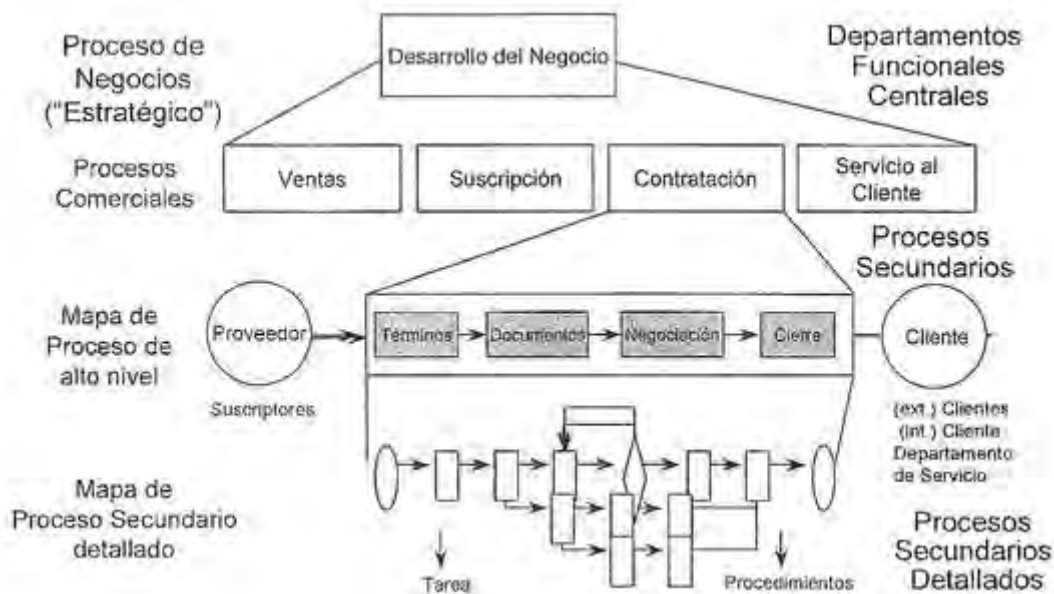 Proceso de
Negocios
("Estratégico")
Desarrollo del Negocio
Departamentos
Funcionales
Centrales
Procesos
Comerciales
Ventas
Suscripción
Contratación
Servicio al
Cliente
Procesos
Secundarios
Mapa de
Proceso de
alto nivel
Proveedor
Suscriptores
Términos
Documentos
Negociación
Cierre
Cliente
(ext.) Clientes
(int.) Cliente
Departamento
de Servicio
Mapa de
Proceso Secundario
detallado
Tarea
Procedimientos
Procesos
Secundarios
Detallados